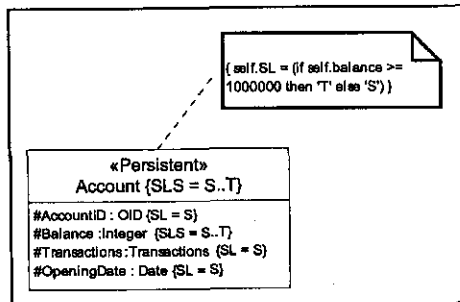 { self.SL = (if self.balance >=
1000000 then 'T' else 'S') }
«Persistent»
Account {SLS = S..T}
#AccountID : OID {SL = S}
#Balance :Integer {SLS = S..T}
#Transactions :Transactions {SL = S}
#OpeningDate : Date {SL = S}